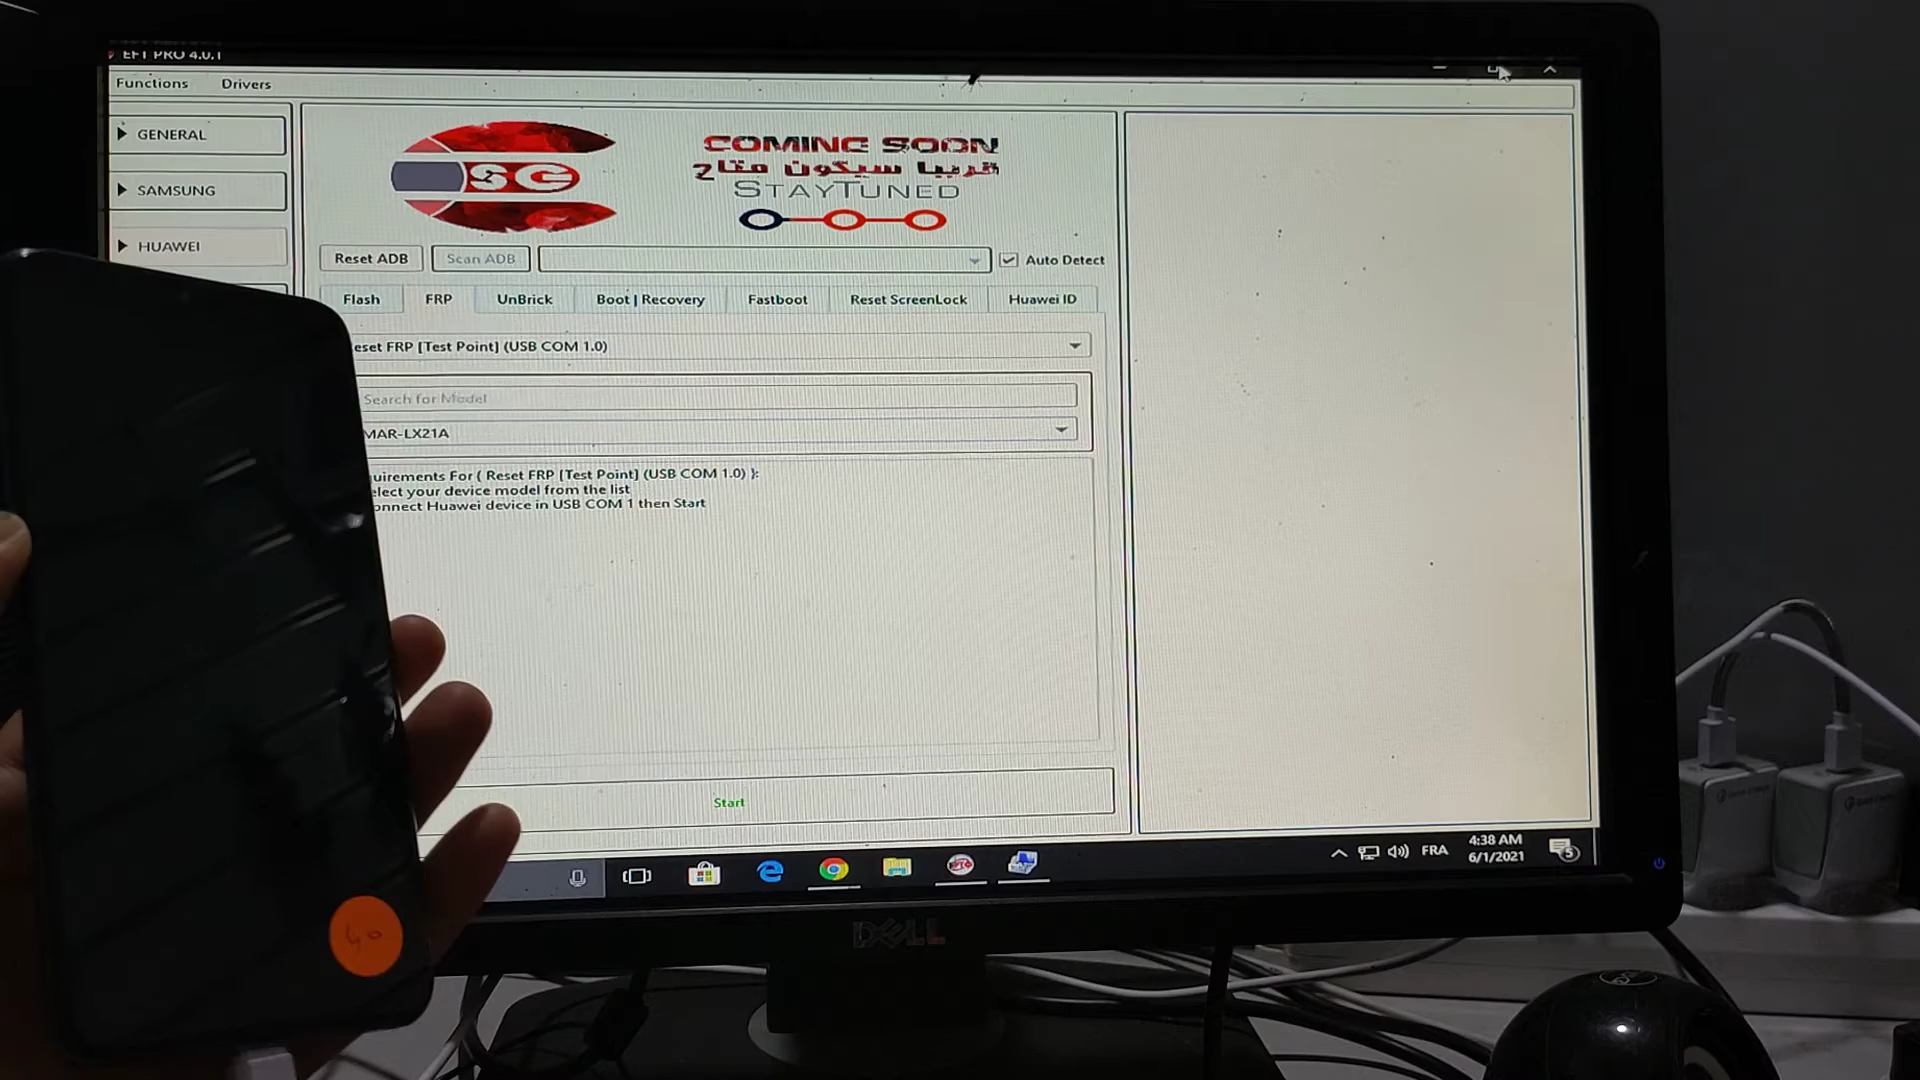 EFT PRO 4.0.1
Functions Drivers
GENERAL
SAMSUNG
HUAWEI
SG
COMING SOON
قريبا سيكون متاح
STAYTUNED
Reset ADB Scan ADB Auto Detect
Flash FRP UnBrick Boot | Recovery Fastboot Reset ScreenLock Huawei ID
eset FRP [Test Point] (USB COM 1.0)
Search for Model
MAR-LX21A
uirements For ( Reset FRP [Test Point] (USB COM 1.0) ):
elect your device model from the list
onnect Huawei device in USB COM 1 then Start
Start
FRA
4:38 AM
6/1/2021
5
DELL
40